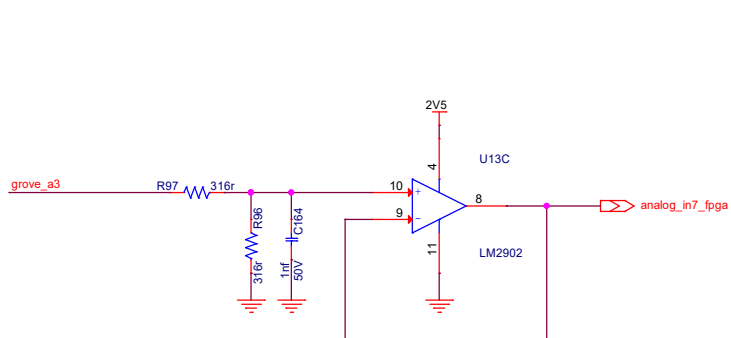 2V5
4
U13C
grove_a3
R97
316r
10
+
8
analog_in7_fpga
9
-
R96
316r
C164
1nf
50V
11
LM2902